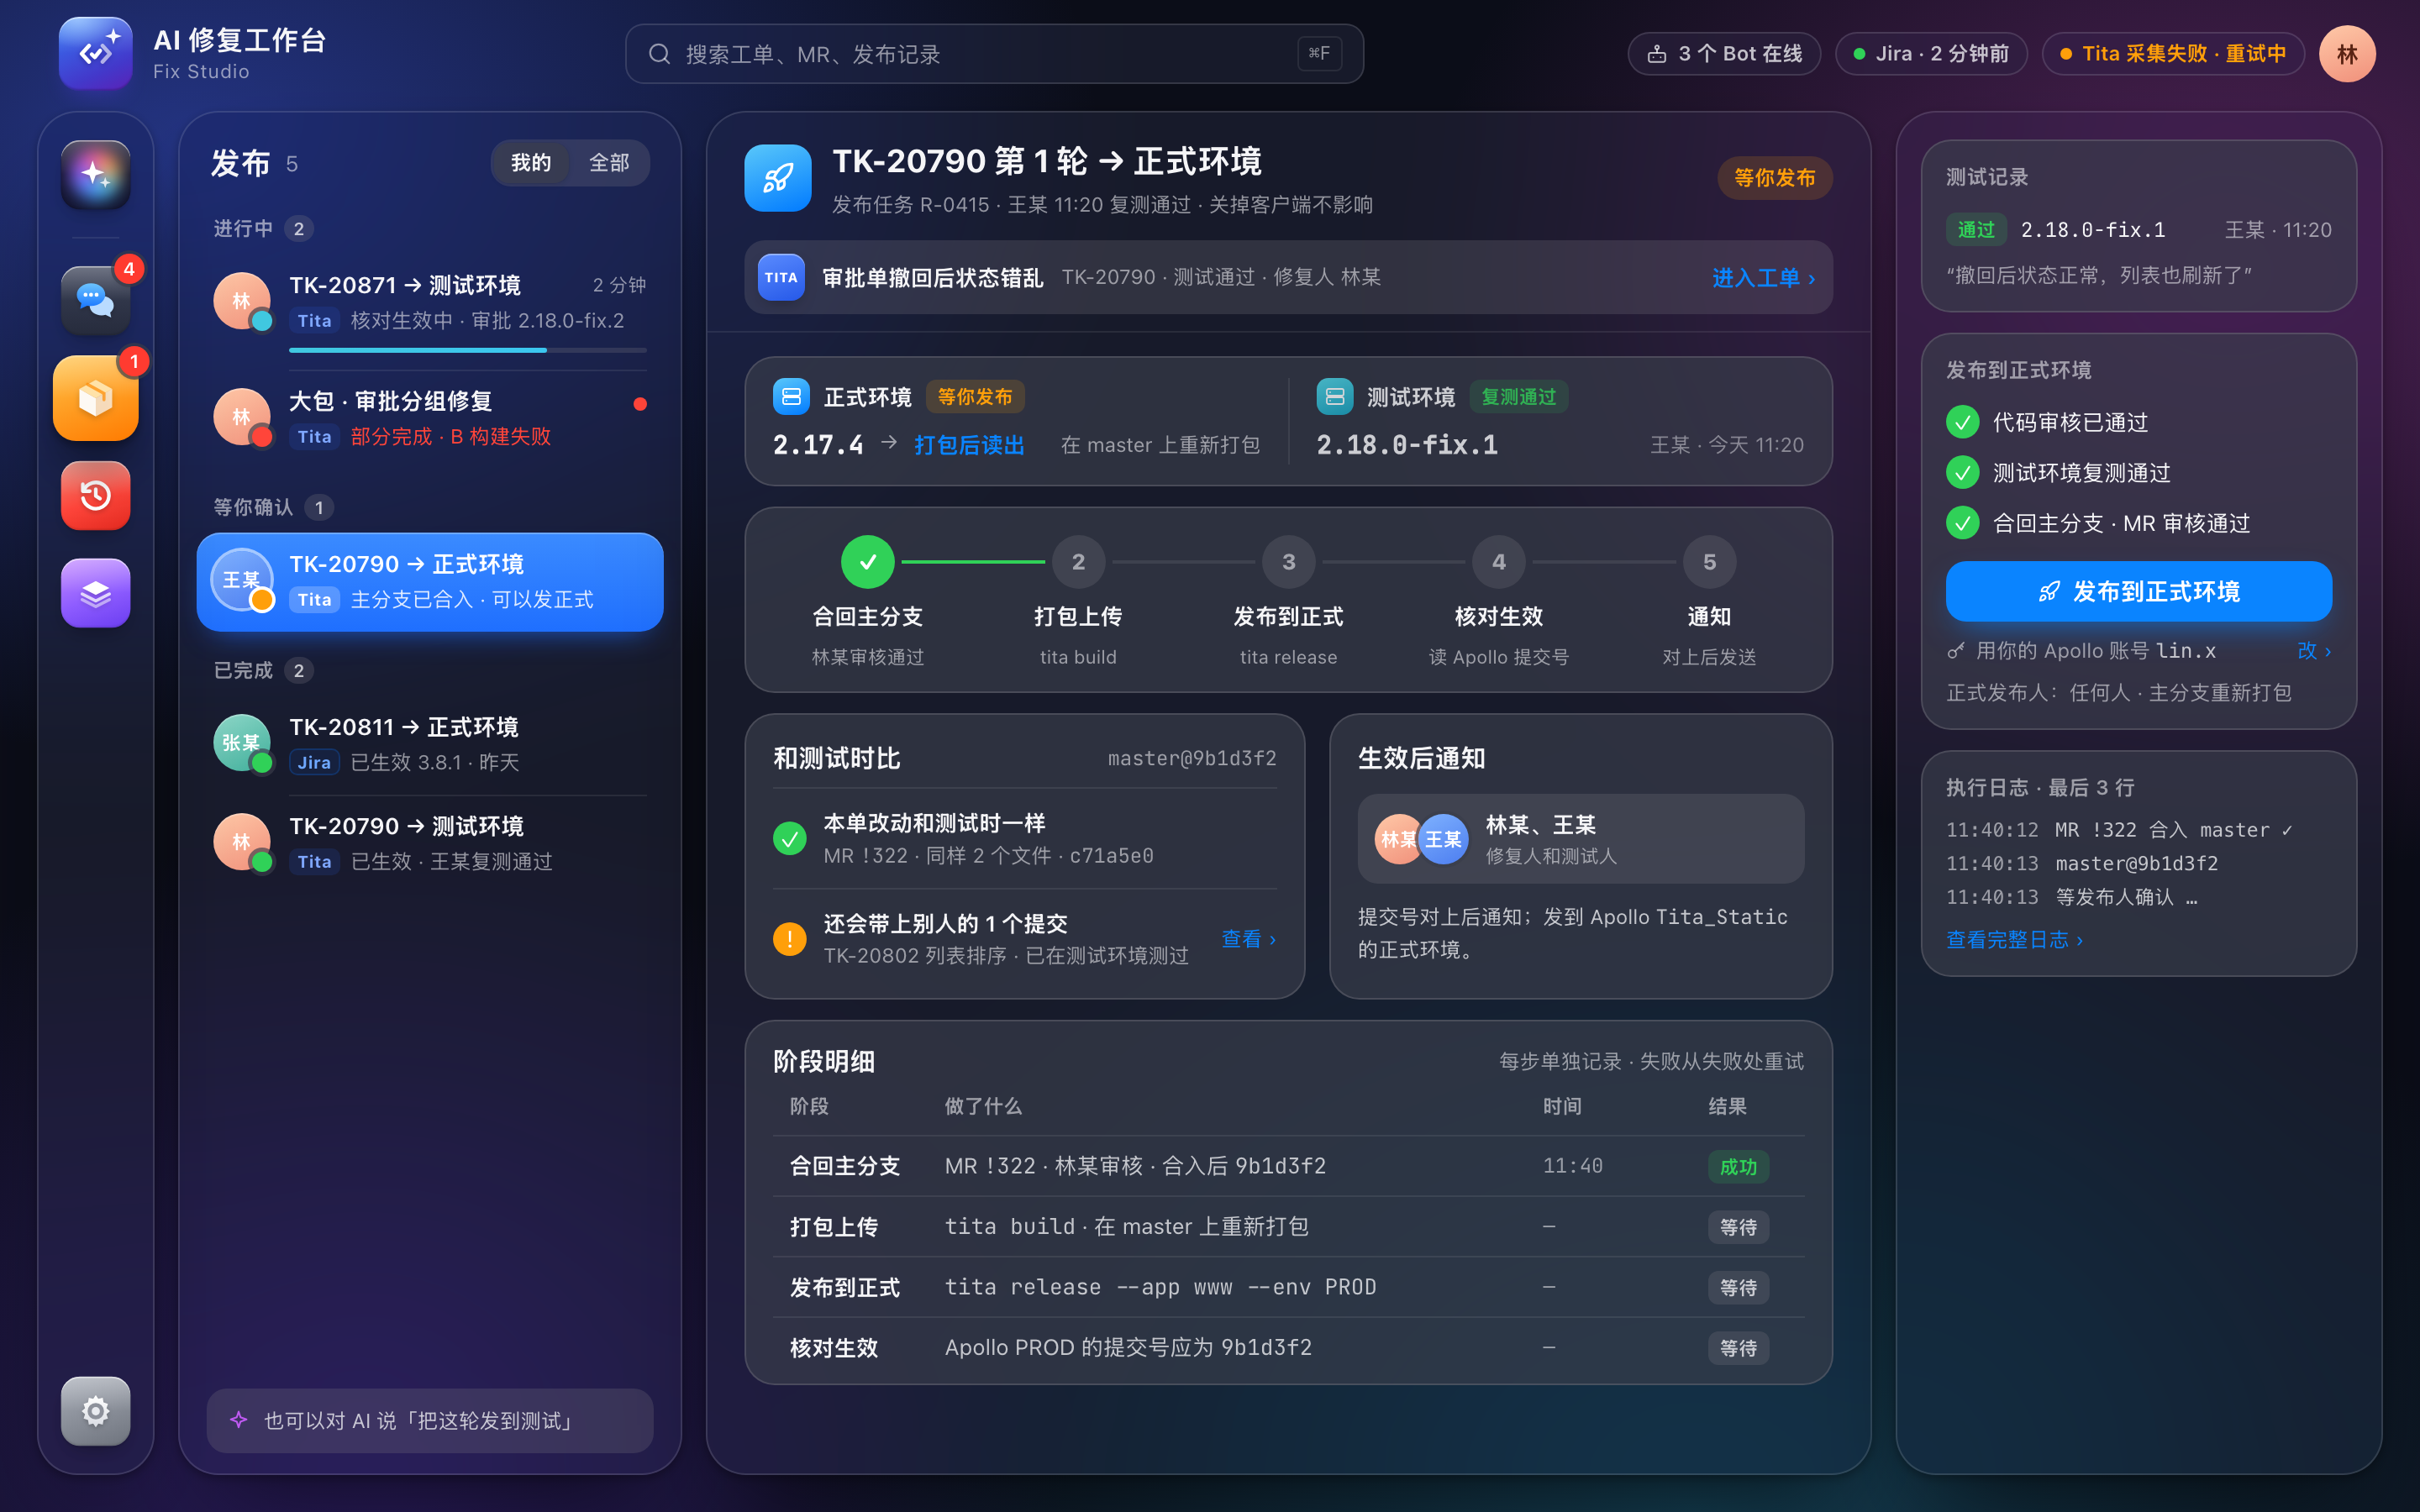 AI 修复工作台
Fix Studio
搜索工单、MR、发布记录
⌘F
3 个 Bot 在线
Jira · 2 分钟前
Tita 采集失败 · 重试中
林
4
1
发布 5
我的
全部
进行中 2
林
TK-20871 → 测试环境
2 分钟
Tita 核对生效中 · 审批 2.18.0-fix.2
林
大包 · 审批分组修复
Tita 部分完成 · B 构建失败
等你确认 1
王某
TK-20790 → 正式环境
Tita 主分支已合入 · 可以发正式
已完成 2
张某
TK-20811 → 正式环境
Jira 已生效 3.8.1 · 昨天
林
TK-20790 → 测试环境
Tita 已生效 · 王某复测通过
也可以对 AI 说「把这轮发到测试」
TK-20790 第 1 轮 → 正式环境
发布任务 R-0415 · 王某 11:20 复测通过 · 关掉客户端不影响
等你发布
TITA 审批单撤回后状态错乱 TK-20790 · 测试通过 · 修复人 林某 进入工单 ›
正式环境 等你发布
2.17.4 → 打包后读出 在 master 上重新打包
测试环境 复测通过
2.18.0-fix.1 王某 · 今天 11:20
2 3 4 5
合回主分支 打包上传 发布到正式 核对生效 通知
林某审核通过 tita build tita release 读 Apollo 提交号 对上后发送
和测试时比 master@9b1d3f2
本单改动和测试时一样
MR !322 · 同样 2 个文件 · c71a5e0
还会带上别人的 1 个提交
TK-20802 列表排序 · 已在测试环境测过
查看 ›
生效后通知
林某 王某
林某、王某
修复人和测试人
提交号对上后通知；发到 Apollo Tita_Static
的正式环境。
阶段明细 每步单独记录 · 失败从失败处重试
阶段 做了什么 时间 结果
合回主分支 MR !322 · 林某审核 · 合入后 9b1d3f2 11:40 成功
打包上传 tita build · 在 master 上重新打包 — 等待
发布到正式 tita release --app www --env PROD — 等待
核对生效 Apollo PROD 的提交号应为 9b1d3f2 — 等待
测试记录
通过 2.18.0-fix.1 王某 · 11:20
“撤回后状态正常，列表也刷新了”
发布到正式环境
代码审核已通过
测试环境复测通过
合回主分支 · MR 审核通过
发布到正式环境
用你的 Apollo 账号 lin.x 改 ›
正式发布人：任何人 · 主分支重新打包
执行日志 · 最后 3 行
11:40:12 MR !322 合入 master ✓
11:40:13 master@9b1d3f2
11:40:13 等发布人确认 …
查看完整日志 ›